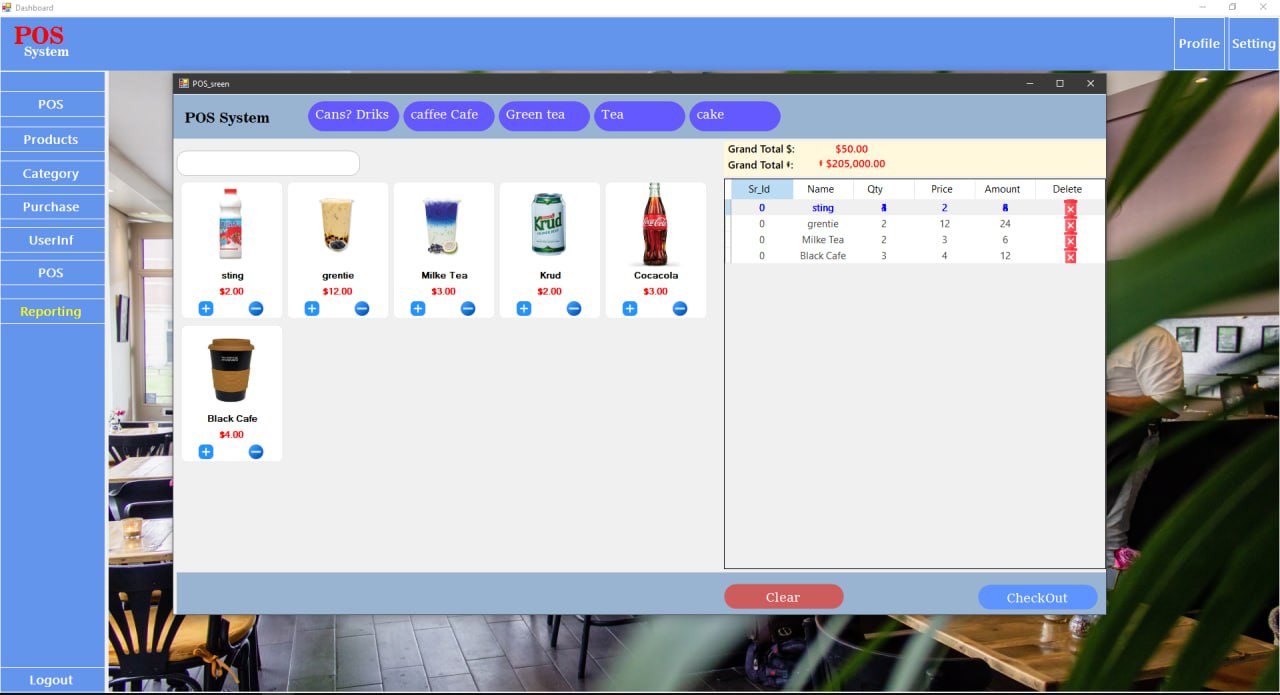 Dashboard
POS
System
Profile
Setting
POS
Products
Category
Purchase
UserInf
POS
Reporting
Logout
POS_sreen
POS System
Cans? Driks
caffee Cafe
Green tea
Tea
cake
Grand Total $: $50.00
Grand Total ៛: ៛ $205,000.00
sting
$2.00
grentie
$12.00
Milke Tea
$3.00
Krud
$2.00
Cocacola
$3.00
Black Cafe
$4.00
Sr_Id Name Qty Price Amount Delete
0 sting 2
0 grentie 2 12 24
0 Milke Tea 2 3 6
0 Black Cafe 3 4 12
Krud
Coca-Cola
Clear
CheckOut